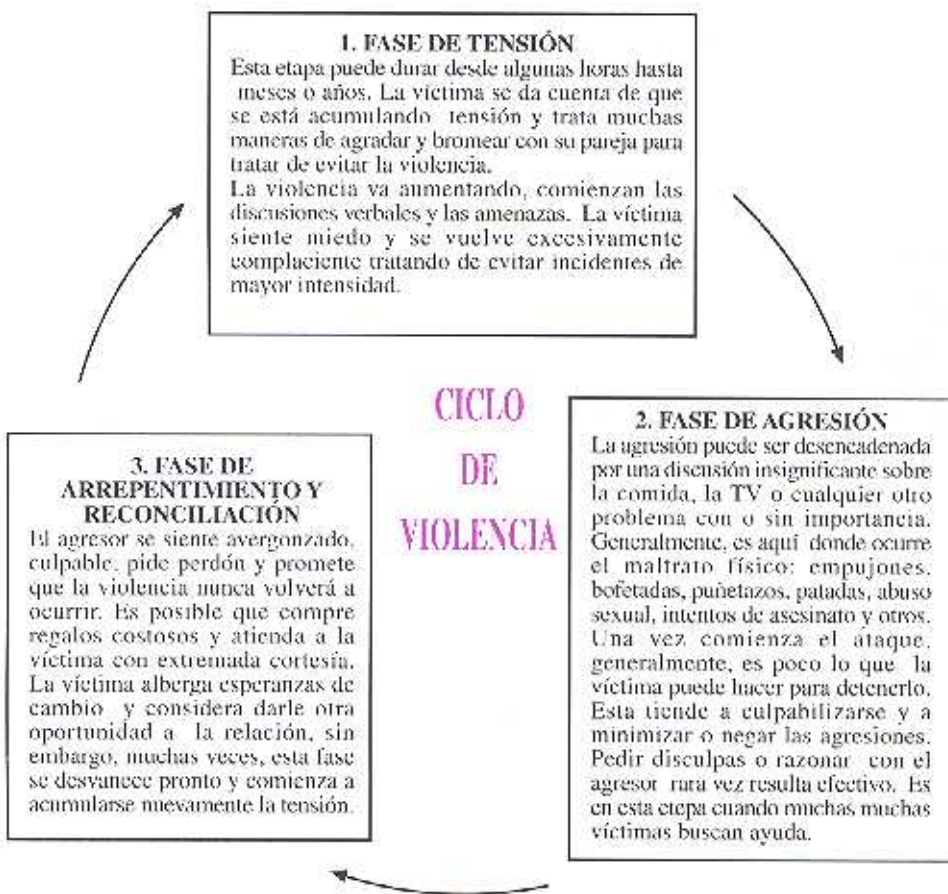 1. FASE DE TENSIÓN
Esta etapa puede durar desde algunas horas hasta
meses o años. La víctima se da cuenta de que
se está acumulando tensión y trata muchas
maneras de agradar y bromear con su pareja para
tratar de evitar la violencia.
La violencia va aumentando, comienzan las
discusiones verbales y las amenazas. La víctima
siente miedo y se vuelve excesivamente
complaciente tratando de evitar incidentes de
mayor intensidad.
CICLO
DE
VIOLENCIA
2. FASE DE AGRESIÓN
La agresión puede ser desencadenada
por una discusión insignificante sobre
la comida, la TV o cualquier otro
problema con o sin importancia.
Generalmente, es aquí donde ocurre
el maltrato físico: empujones,
bofetadas, puñetazos, patadas, abuso
sexual, intentos de asesinato y otros.
Una vez comienza el ataque,
generalmente, es poco lo que la
víctima puede hacer para detenerlo.
Esta tiende a culpabilizarse y a
minimizar o negar las agresiones.
Pedir disculpas o razonar con el
agresor rara vez resulta efectivo. Es
en esta etepa cuando muchas muchas
víctimas buscan ayuda.
3. FASE DE
ARREPENTIMIENTO Y
RECONCILIACIÓN
El agresor se siente avergonzado,
culpable, pide perdón y promete
que la violencia nunca volverá a
ocurrir. Es posible que compre
regalos costosos y atienda a la
víctima con extremada cortesía.
La víctima alberga esperanzas de
cambio y considera darle otra
oportunidad a la relación, sin
embargo, muchas veces, esta fase
se desvanece pronto y comienza a
acumularse nuevamente la tensión.